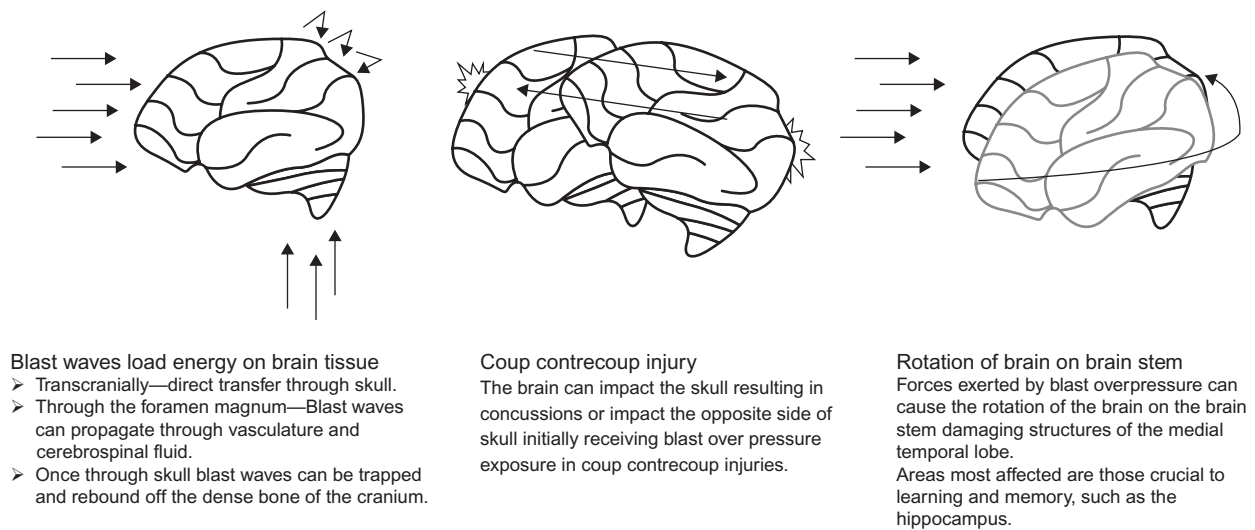 Blast waves load energy on brain tissue
➢ Transcranially—direct transfer through skull.
➢ Through the foramen magnum—Blast waves
can propagate through vasculature and
cerebrospinal fluid.
➢ Once through skull blast waves can be trapped
and rebound off the dense bone of the cranium.
Coup contrecoup injury
The brain can impact the skull resulting in
concussions or impact the opposite side of
skull initially receiving blast over pressure
exposure in coup contrecoup injuries.
Rotation of brain on brain stem
Forces exerted by blast overpressure can
cause the rotation of the brain on the brain
stem damaging structures of the medial
temporal lobe.
Areas most affected are those crucial to
learning and memory, such as the
hippocampus.